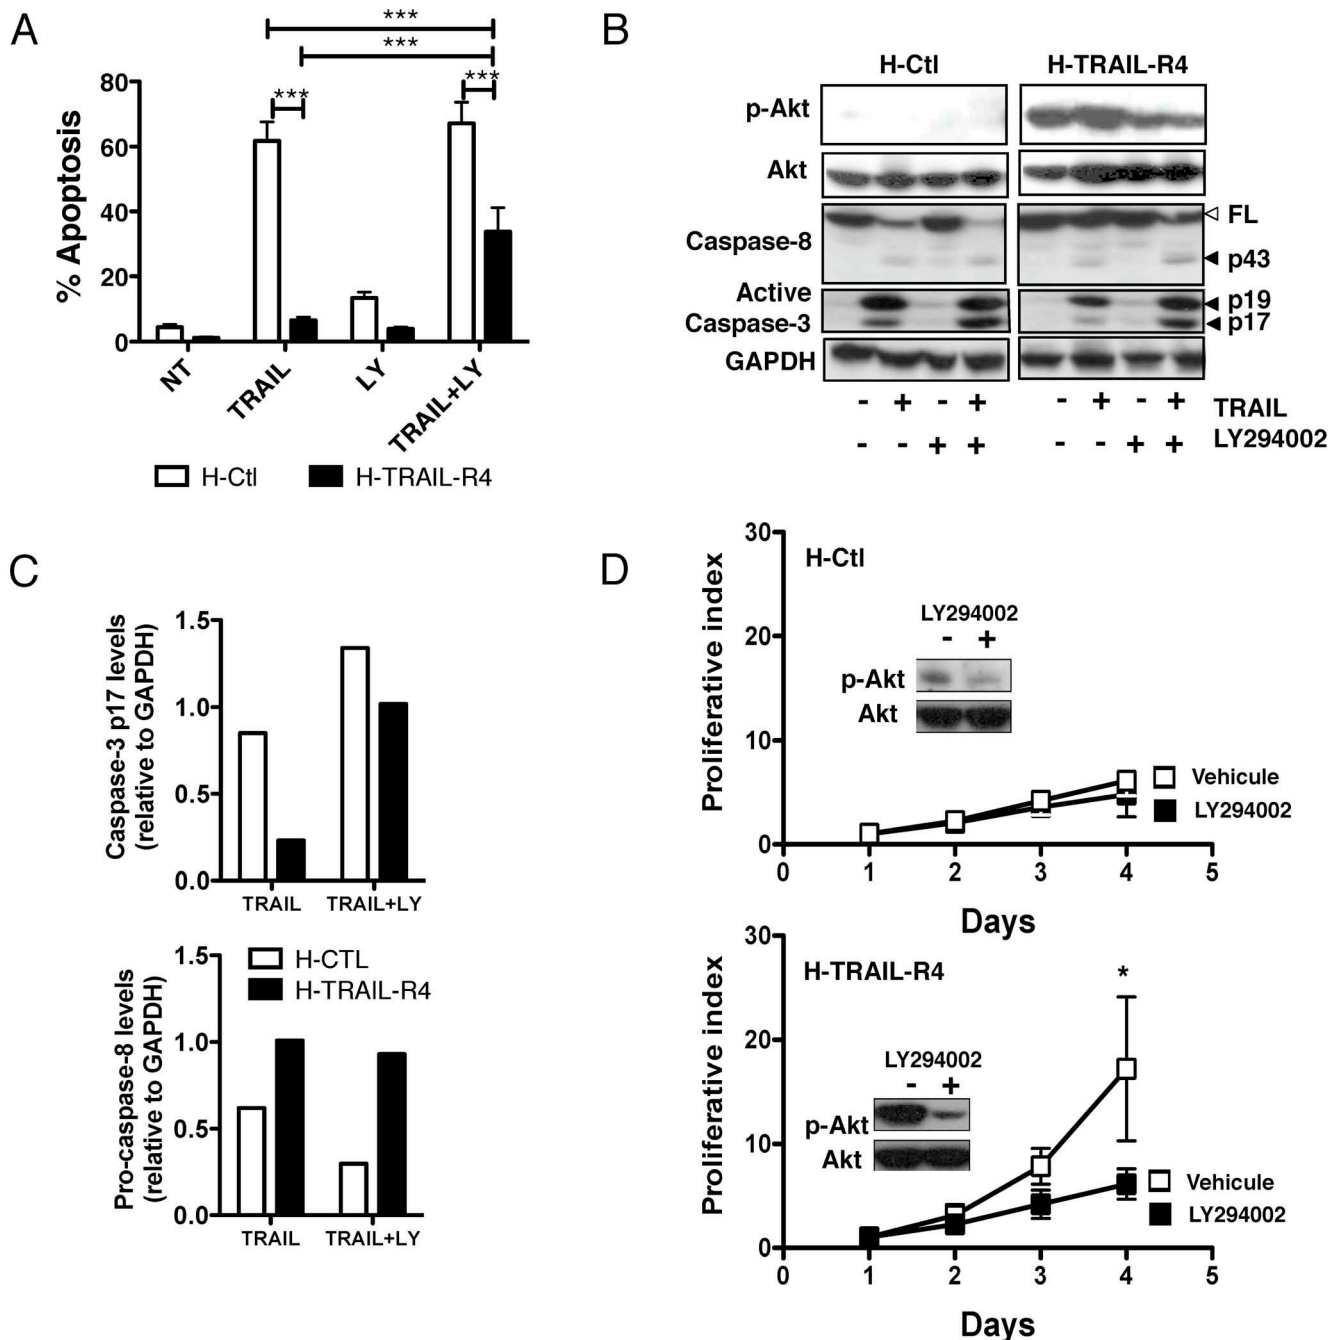 A
***
***
***
***
80
60
40
20
0
% Apoptosis
NT
TRAIL
LY
TRAIL+LY
H-Ctl
H-TRAIL-R4
B
H-Ctl
H-TRAIL-R4
p-Akt
Akt
Caspase-8
FL
p43
Active
Caspase-3
p19
p17
GAPDH
- + - + - + - + TRAIL
- - + + - - + + LY294002
C
Caspase-3 p17 levels
(relative to GAPDH)
1.5
1.0
0.5
0.0
TRAIL
TRAIL+LY
Pro-caspase-8 levels
(relative to GAPDH)
1.5
1.0
0.5
0.0
H-CTL
H-TRAIL-R4
TRAIL
TRAIL+LY
D
Proliferative index
30
20
10
0
H-Ctl
LY294002
- +
p-Akt
Akt
Vehicule
LY294002
0 1 2 3 4 5
Days
Proliferative index
30
20
10
0
H-TRAIL-R4
*
LY294002
- +
p-Akt
Akt
Vehicule
LY294002
0 1 2 3 4 5
Days